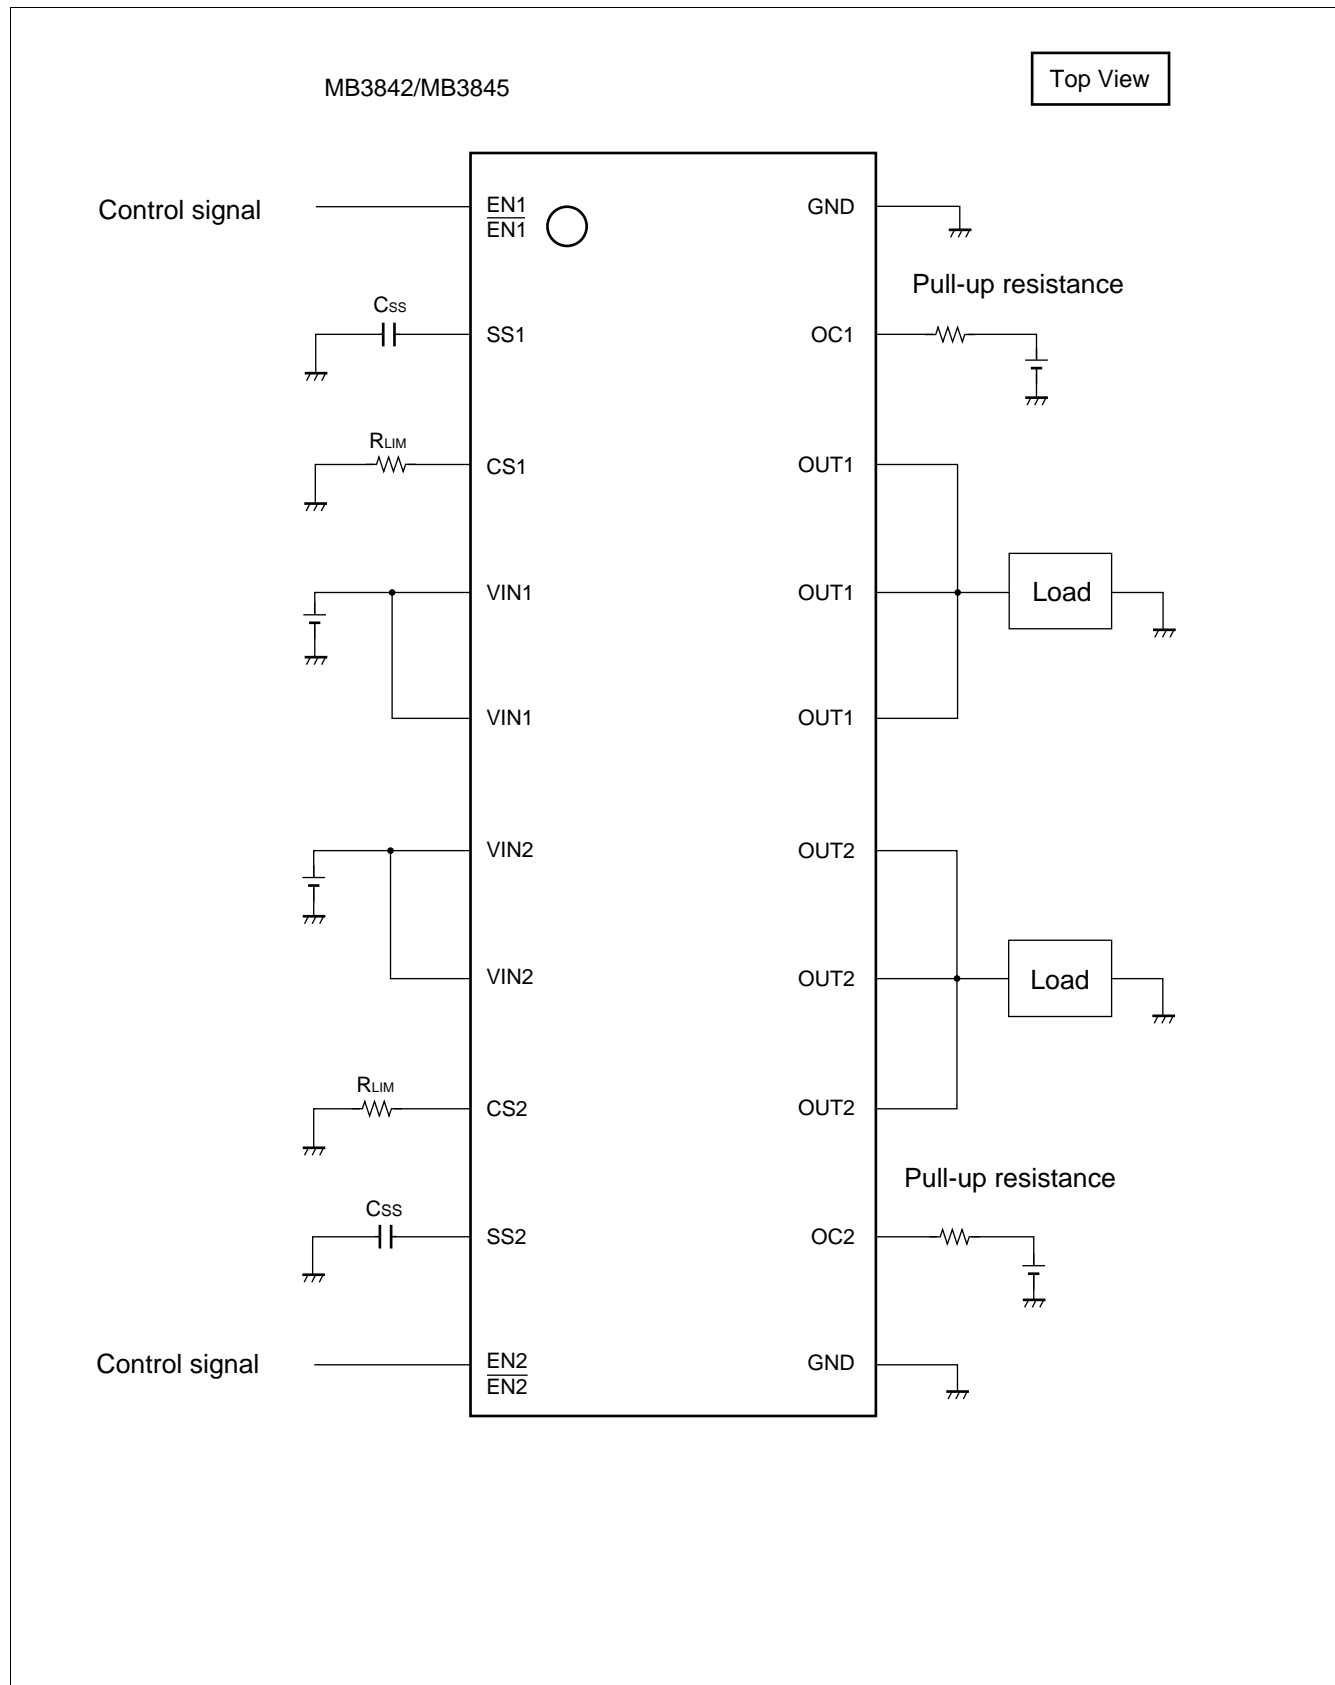 MB3842/MB3845
Top View
Control signal
EN1
EN1
GND
Pull-up resistance
CSS
SS1
OC1
RLIM
CS1
OUT1
VIN1
OUT1
Load
VIN1
OUT1
VIN2
OUT2
VIN2
OUT2
Load
RLIM
CS2
OUT2
Pull-up resistance
CSS
SS2
OC2
Control signal
EN2
EN2
GND